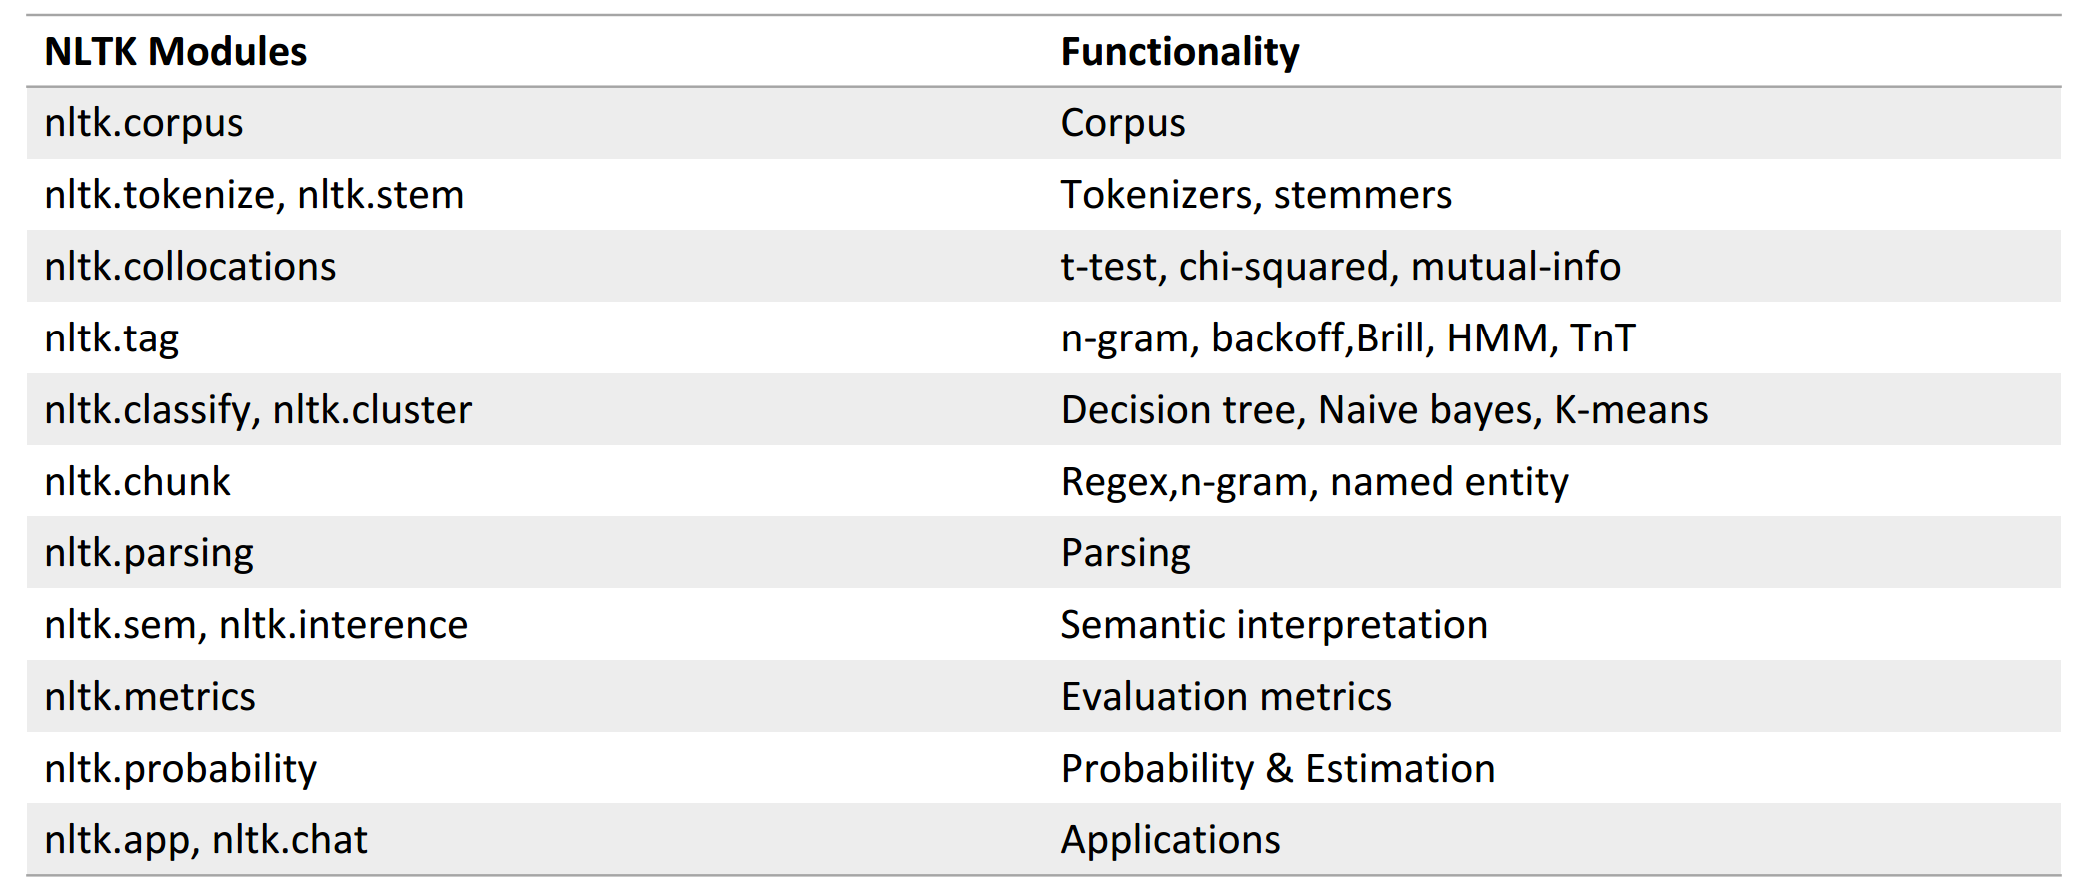 NLTK Modules Functionality
nltk.corpus Corpus
nltk.tokenize, nltk.stem Tokenizers, stemmers
nltk.collocations t-test, chi-squared, mutual-info
nltk.tag n-gram, backoff,Brill, HMM, TnT
nltk.classify, nltk.cluster Decision tree, Naive bayes, K-means
nltk.chunk Regex,n-gram, named entity
nltk.parsing Parsing
nltk.sem, nltk.interence Semantic interpretation
nltk.metrics Evaluation metrics
nltk.probability Probability & Estimation
nltk.app, nltk.chat Applications